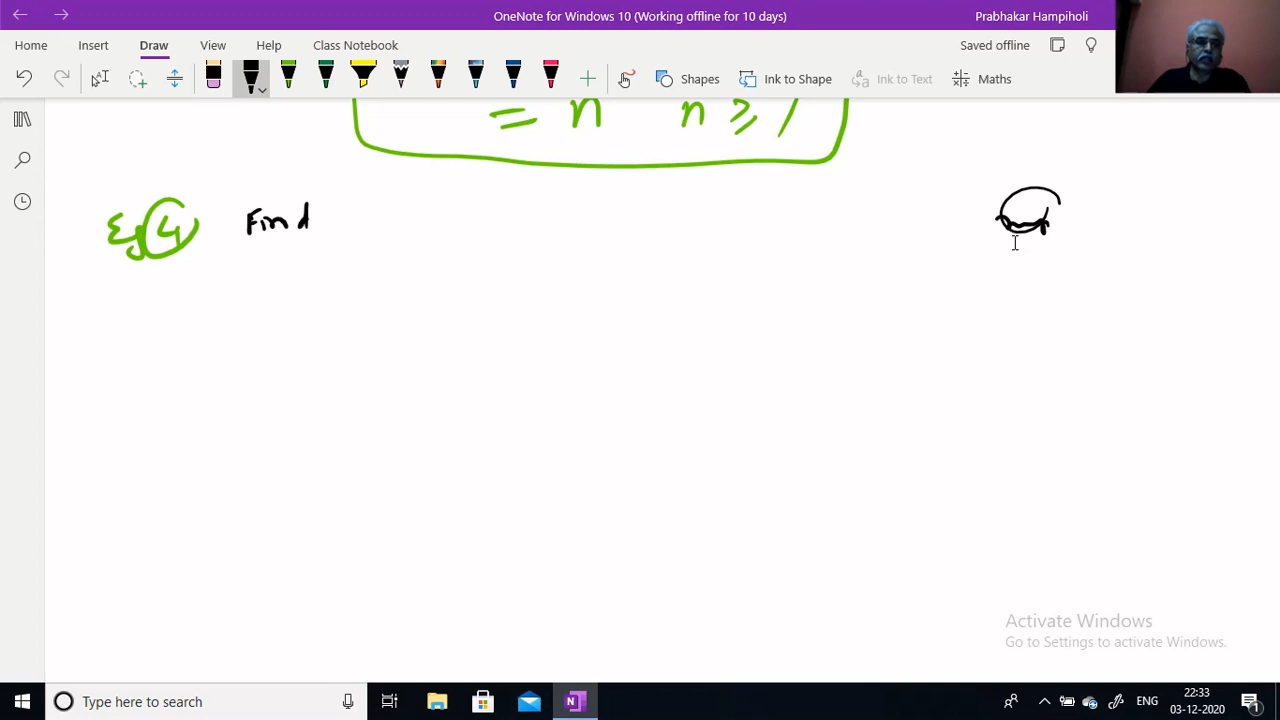 OneNote for Windows 10 (Working offline for 10 days)
Prabhakar Hampiholi
Home Insert Draw View Help Class Notebook Saved offline
Shapes Ink to Shape Ink to Text Maths
= n n ≥ 1
Eg 4 Find
Activate Windows
Go to Settings to activate Windows.
Type here to search
ENG
22:33
03-12-2020
1